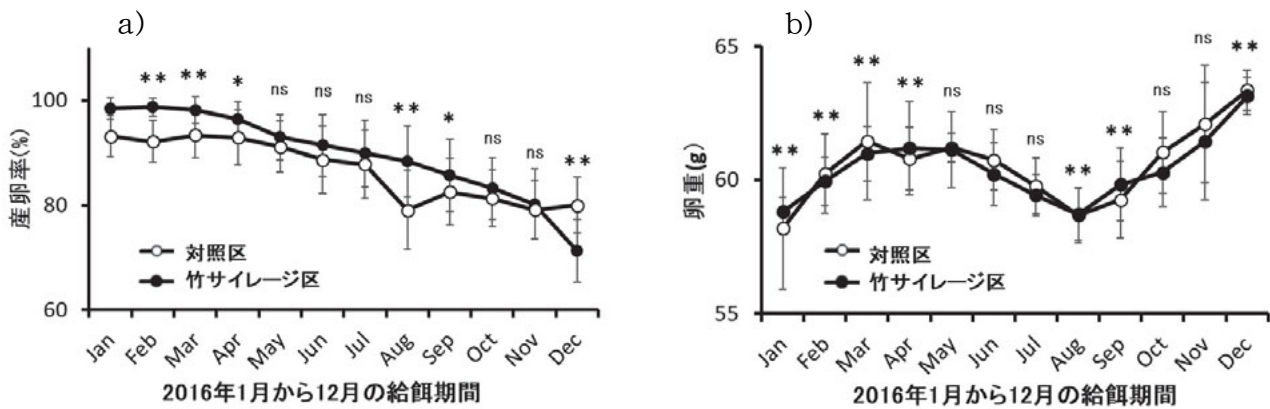 a)
** ** * ns ns ns ** * ns ns **
100
80
60
産卵率(%)
対照区
竹サイレージ区
Jan Feb Mar Apr May Jun Jul Aug Sep Oct Nov Dec
2016年1月から12月の給餌期間
b)
** ** ** ** ns ns ns ** ** ns ns **
65
60
55
卵重(g)
対照区
竹サイレージ区
Jan Feb Mar Apr May Jun Jul Aug Sep Oct Nov Dec
2016年1月から12月の給餌期間